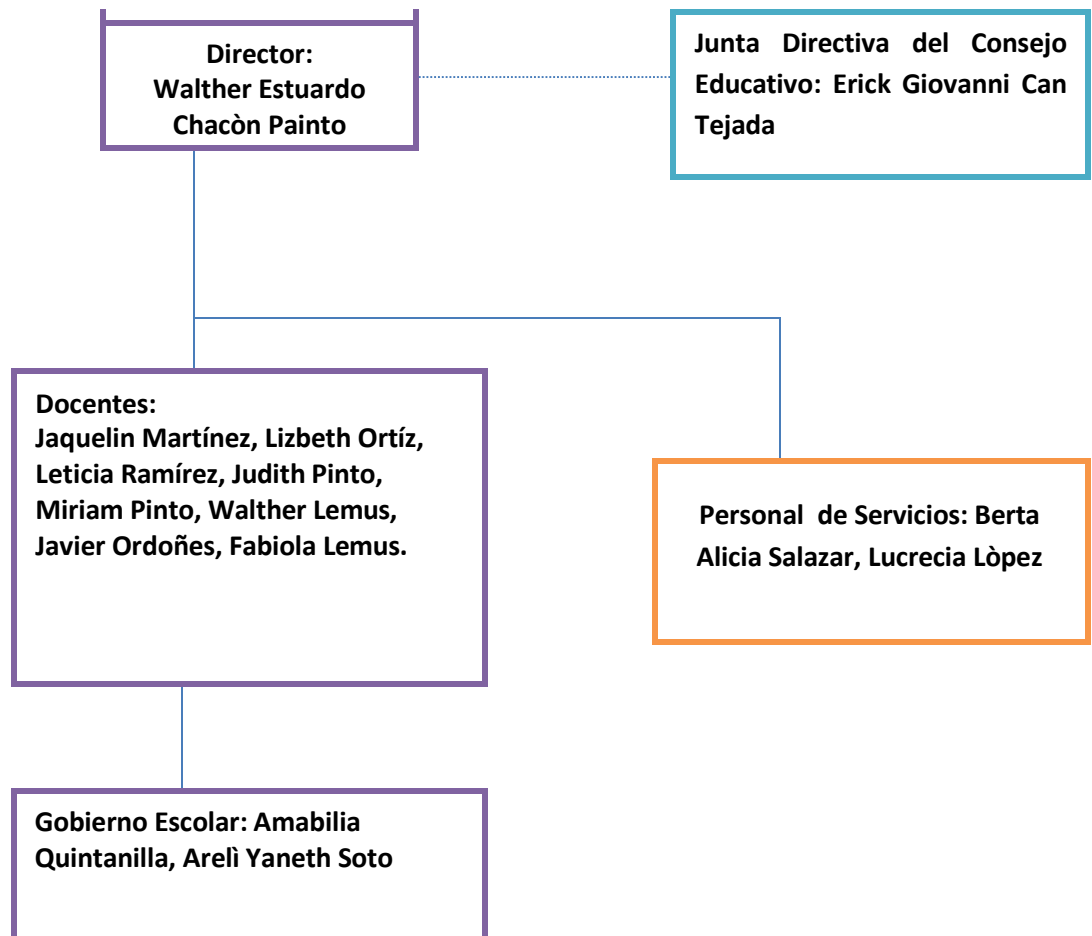 Director:
Walther Estuardo
Chacòn Painto
Junta Directiva del Consejo
Educativo: Erick Giovanni Can
Tejada
Docentes:
Jaquelin Martínez, Lizbeth Ortíz,
Leticia Ramírez, Judith Pinto,
Miriam Pinto, Walther Lemus,
Javier Ordoñes, Fabiola Lemus.
Personal de Servicios: Berta
Alicia Salazar, Lucrecia Lòpez
Gobierno Escolar: Amabilia
Quintanilla, Arelì Yaneth Soto